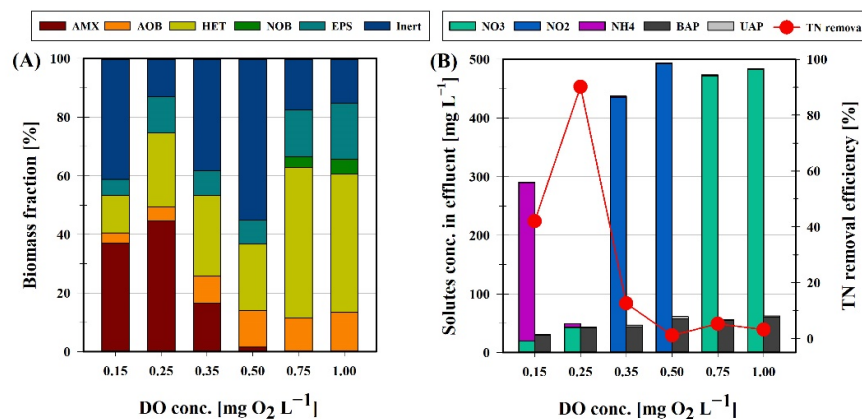 AMX AOB HET NOB EPS Inert
NO3 NO2 NH4 BAP UAP TN removal
(A)
Biomass fraction [%]
100
80
60
40
20
0
0.15 0.25 0.35 0.50 0.75 1.00
DO conc. [mg O2 L−1]
(B)
Solutes conc. in effluent [mg L−1]
500
400
300
200
100
0
0.15 0.25 0.35 0.50 0.75 1.00
DO conc. [mg O2 L−1]
100
80
60
40
20
0
TN removal efficiency [%]